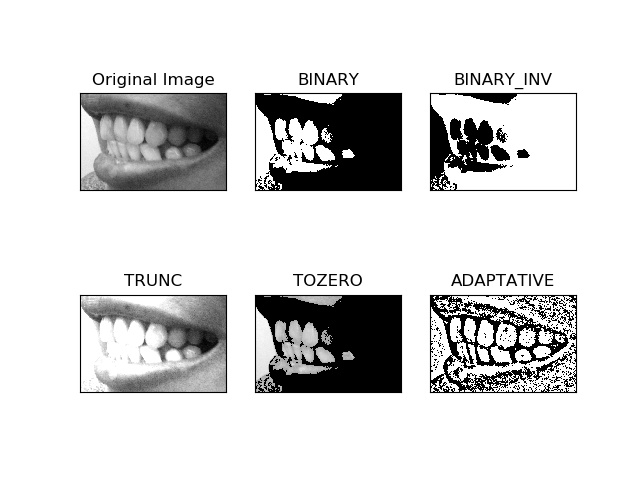 Original Image
BINARY
BINARY_INV
TRUNC
TOZERO
ADAPTATIVE